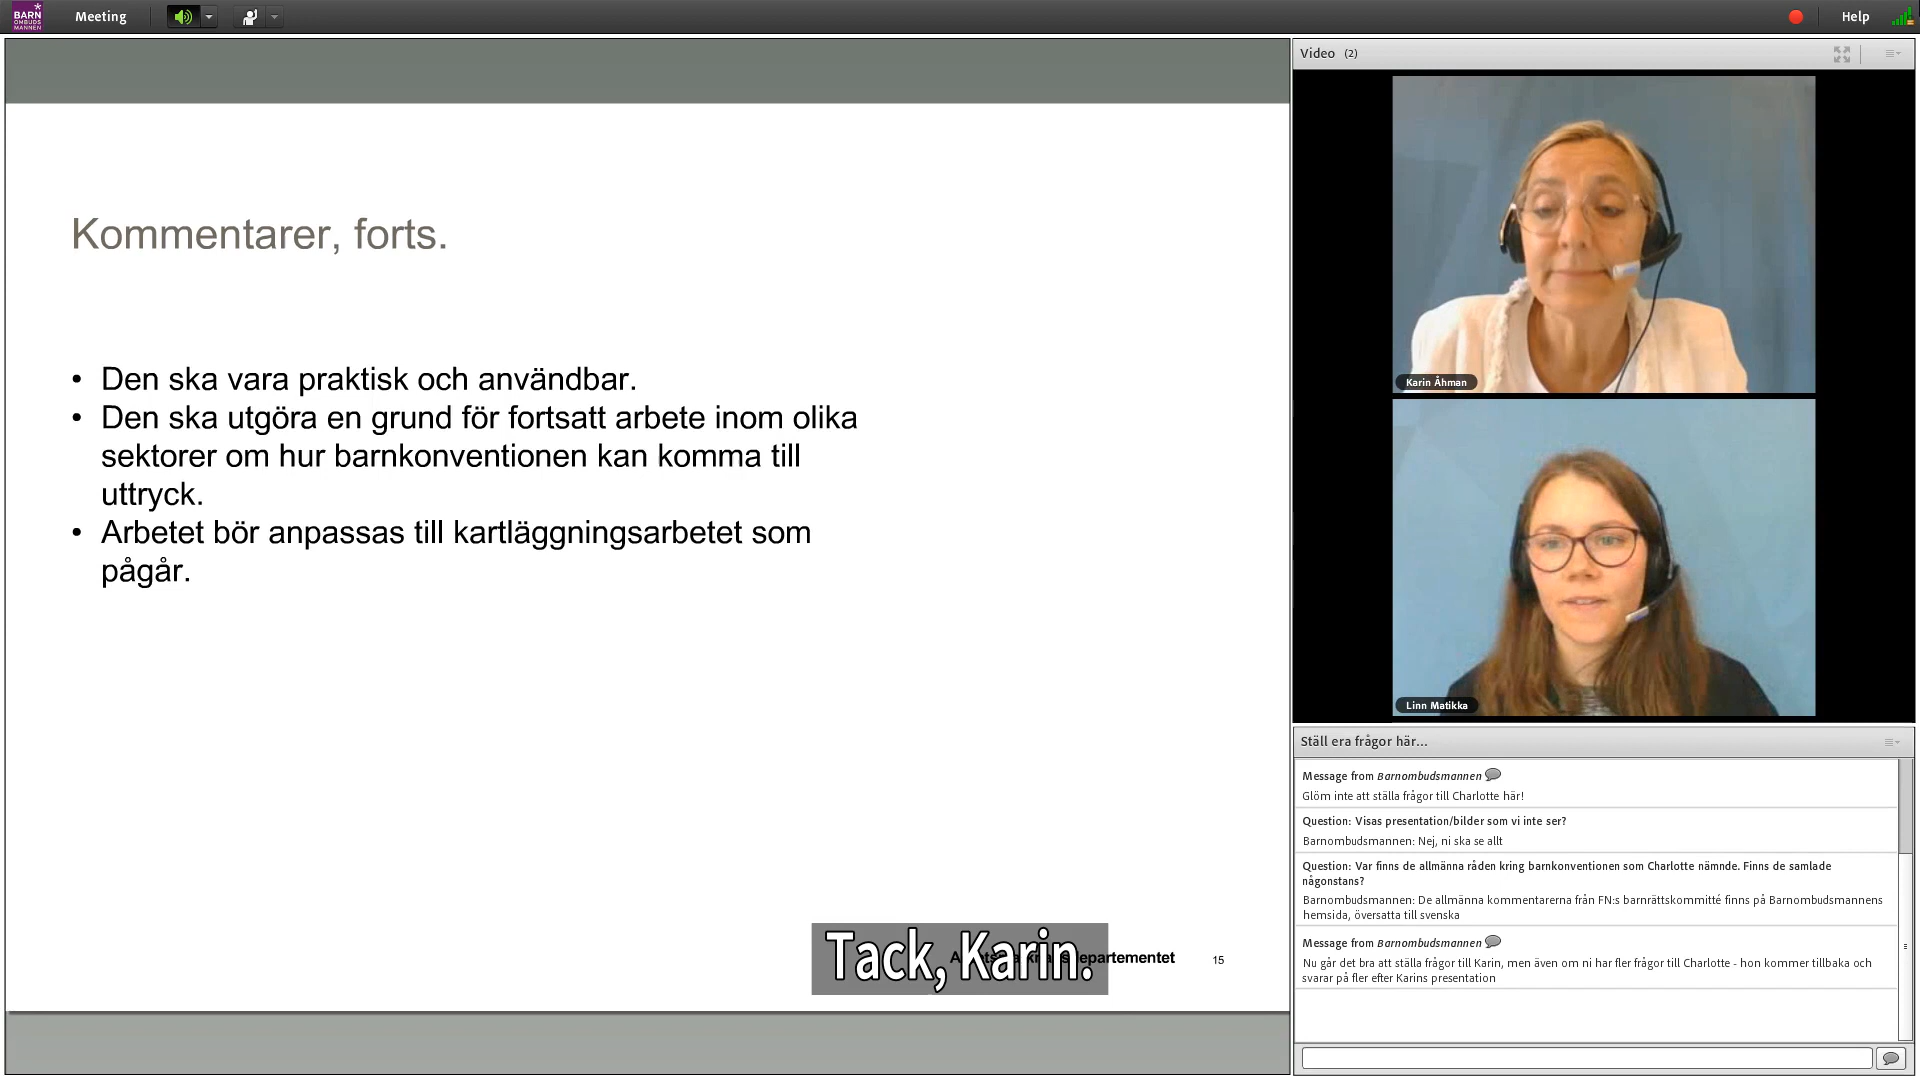 BARN
OMBUDS
MANNEN
Meeting
Help
Kommentarer, forts.
• Den ska vara praktisk och användbar.
• Den ska utgöra en grund för fortsatt arbete inom olika
sektorer om hur barnkonventionen kan komma till
uttryck.
• Arbetet bör anpassas till kartläggningsarbetet som
pågår.
Tack, Karin.
15
Video (2)
Karin Åhman
Linn Matikka
Ställ era frågor här...
Message from Barnombudsmannen
Glöm inte att ställa frågor till Charlotte här!
Question: Visas presentation/bilder som vi inte ser?
Barnombudsmannen: Nej, ni ska se allt
Question: Var finns de allmänna råden kring barnkonventionen som Charlotte nämnde. Finns de samlade
någonstans?
Barnombudsmannen: De allmänna kommentarerna från FN:s barnrättskommitté finns på Barnombudsmannens
hemsida, översatta till svenska
Message from Barnombudsmannen
Nu går det bra att ställa frågor till Karin, men även om ni har fler frågor till Charlotte - hon kommer tillbaka och
svarar på fler efter Karins presentation